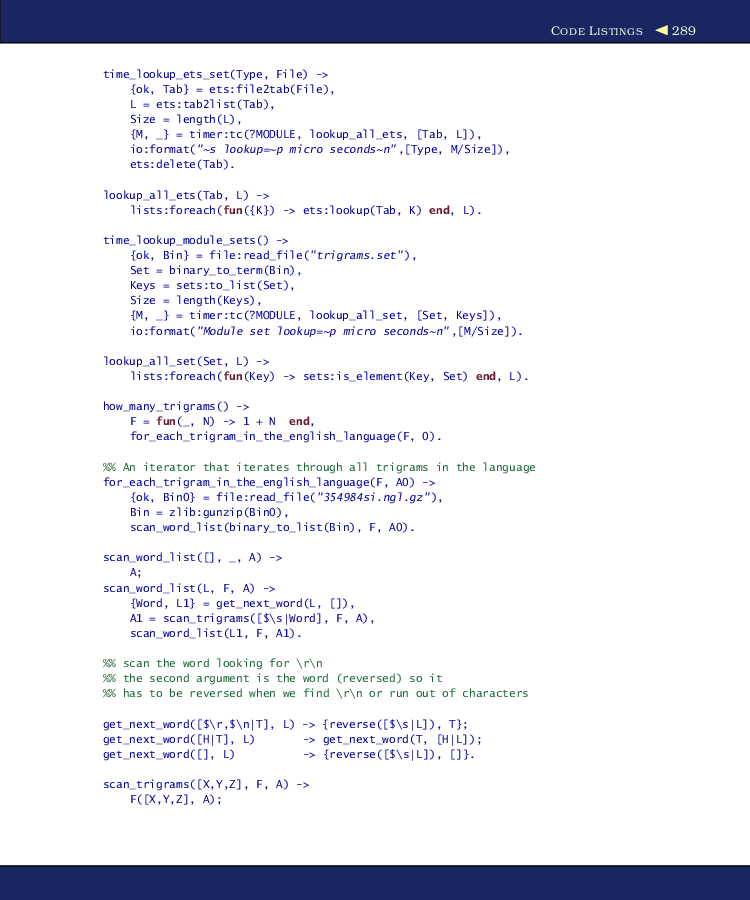 CODE LISTINGS ◄ 289
time_lookup_ets_set(Type, File) ->
    {ok, Tab} = ets:file2tab(File),
    L = ets:tab2list(Tab),
    Size = length(L),
    {M, _} = timer:tc(?MODULE, lookup_all_ets, [Tab, L]),
    io:format("~s lookup=~p micro seconds~n",[Type, M/Size]),
    ets:delete(Tab).

lookup_all_ets(Tab, L) ->
    lists:foreach(fun({K}) -> ets:lookup(Tab, K) end, L).

time_lookup_module_sets() ->
    {ok, Bin} = file:read_file("trigrams.set"),
    Set = binary_to_term(Bin),
    Keys = sets:to_list(Set),
    Size = length(Keys),
    {M, _} = timer:tc(?MODULE, lookup_all_set, [Set, Keys]),
    io:format("Module set lookup=~p micro seconds~n",[M/Size]).

lookup_all_set(Set, L) ->
    lists:foreach(fun(Key) -> sets:is_element(Key, Set) end, L).

how_many_trigrams() ->
    F = fun(_, N) -> 1 + N  end,
    for_each_trigram_in_the_english_language(F, 0).

%% An iterator that iterates through all trigrams in the language
for_each_trigram_in_the_english_language(F, A0) ->
    {ok, Bin0} = file:read_file("354984si.ngl.gz"),
    Bin = zlib:gunzip(Bin0),
    scan_word_list(binary_to_list(Bin), F, A0).

scan_word_list([], _, A) ->
    A;
scan_word_list(L, F, A) ->
    {Word, L1} = get_next_word(L, []),
    A1 = scan_trigrams([$\s|Word], F, A),
    scan_word_list(L1, F, A1).

%% scan the word looking for \r\n
%% the second argument is the word (reversed) so it
%% has to be reversed when we find \r\n or run out of characters

get_next_word([$\r,$\n|T], L) -> {reverse([$\s|L]), T};
get_next_word([H|T], L)       -> get_next_word(T, [H|L]);
get_next_word([], L)          -> {reverse([$\s|L]), []}.

scan_trigrams([X,Y,Z], F, A) ->
    F([X,Y,Z], A);